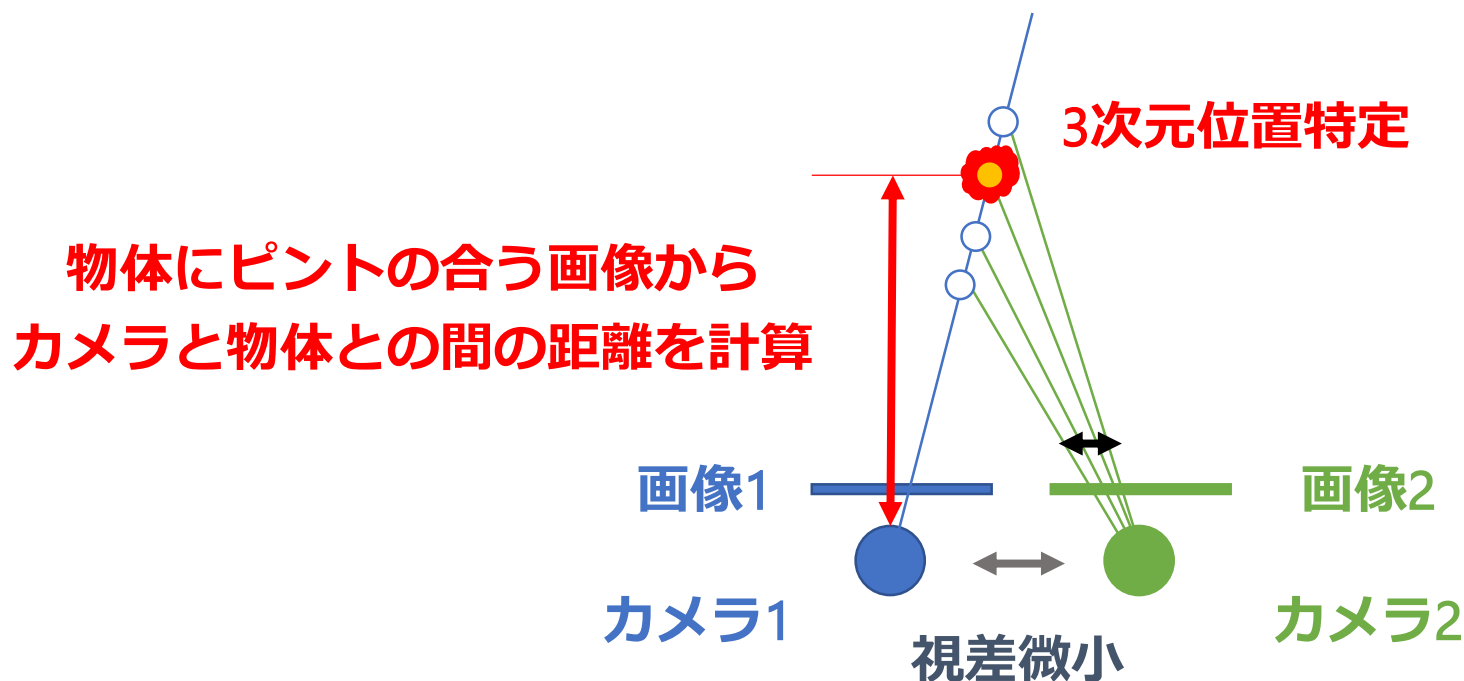 3次元位置特定
物体にピントの合う画像から
カメラと物体との間の距離を計算
画像1
画像2
カメラ1
カメラ2
視差微小